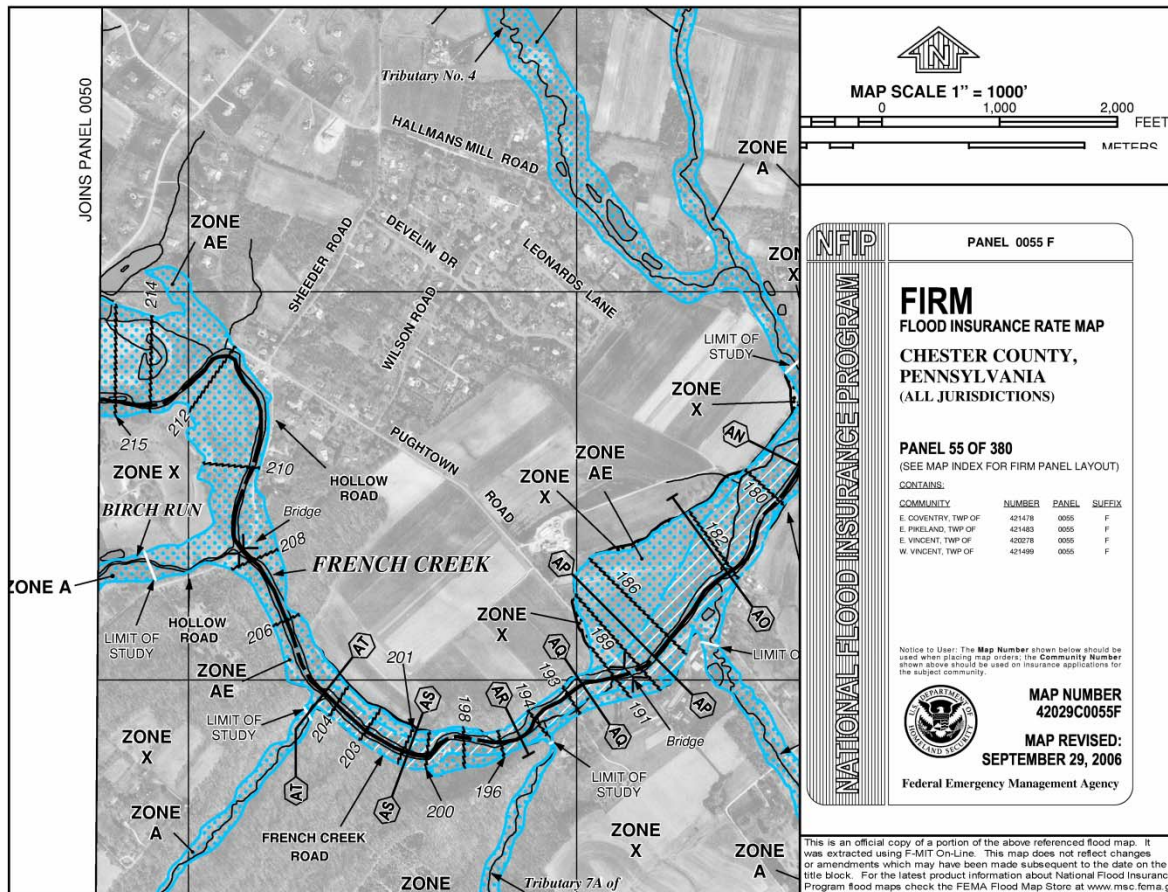 JOINS PANEL 0050
Tributary No. 4
HALLMANS MILL ROAD
ZONE
A
ZONE
AE
214
SHEEDER ROAD
DEVELIN DR
LEONARDS LANE
WILSON ROAD
ZON
X
LIMIT OF
STUDY
ZONE
X
215
212
210
ZONE X
HOLLOW
ROAD
PUGHTOWN
ROAD
ZONE
AE
ZONE
X
AN
180
182
BIRCH RUN
Bridge
208
FRENCH CREEK
ZONE A
LIMIT OF
STUDY
HOLLOW
ROAD
206
AP
186
189
AO
ZONE
X
ZONE
AE
AT
201
AS
AR
AQ
193
194
198
LIMIT O
LIMIT OF
STUDY
204
203
AQ
191
AP
Bridge
ZONE
X
AT
AS
200
196
LIMIT OF
STUDY
ZONE
A
FRENCH CREEK
ROAD
ZONE
X
ZONE
Tributary 7A of
ZONE
A
MAP SCALE 1" = 1000'
0 1,000 2,000
FEET
METERS
NFIP
NATIONAL FLOOD INSURANCE PROGRAM
PANEL 0055 F
FIRM
FLOOD INSURANCE RATE MAP
CHESTER COUNTY,
PENNSYLVANIA
(ALL JURISDICTIONS)
PANEL 55 OF 380
(SEE MAP INDEX FOR FIRM PANEL LAYOUT)
CONTAINS:
COMMUNITY NUMBER PANEL SUFFIX
E. COVENTRY, TWP OF 421478 0055 F
E. PIKELAND, TWP OF 421483 0055 F
E. VINCENT, TWP OF 420278 0055 F
W. VINCENT, TWP OF 421499 0055 F
Notice to User: The Map Number shown below should be
used when placing map orders; the Community Number
shown above should be used on insurance applications for
the subject community.
U.S. DEPARTMENT OF HOMELAND SECURITY
MAP NUMBER
42029C0055F
MAP REVISED:
SEPTEMBER 29, 2006
Federal Emergency Management Agency
This is an official copy of a portion of the above referenced flood map. It
was extracted using F-MIT On-Line. This map does not reflect changes
or amendments which may have been made subsequent to the date on the
title block. For the latest product information about National Flood Insuranc
Program flood maps check the FEMA Flood Map Store at www.msc.fema.g